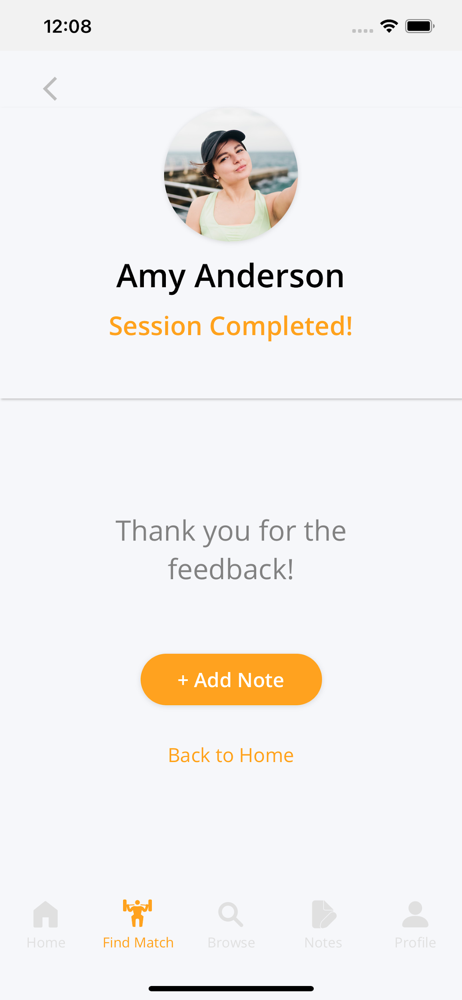 12:08
Amy Anderson
Session Completed!
Thank you for the
feedback!
+ Add Note
Back to Home
Home
Find Match
Browse
Notes
Profile